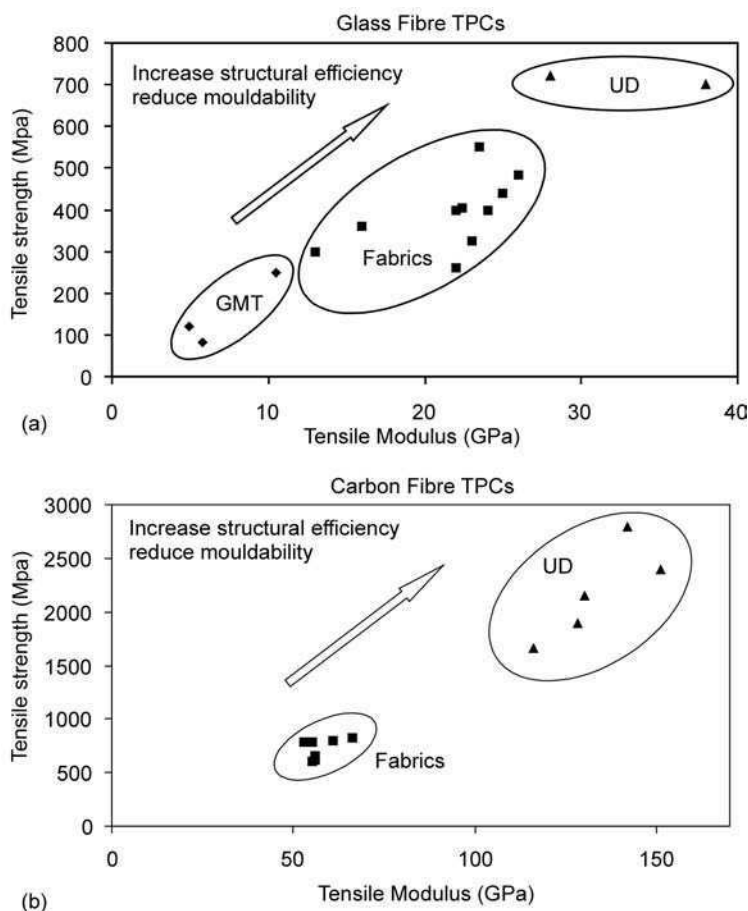 Glass Fibre TPCs
800
700
600
500
400
300
200
100
0
Tensile strength (Mpa)
Increase structural efficiency
reduce mouldability
UD
Fabrics
GMT
0 10 20 30 40
(a)
Tensile Modulus (GPa)
Carbon Fibre TPCs
3000
2500
2000
1500
1000
500
0
Tensile strength (Mpa)
Increase structural efficiency
reduce mouldability
UD
Fabrics
50 100 150
Tensile Modulus (GPa)
(b)